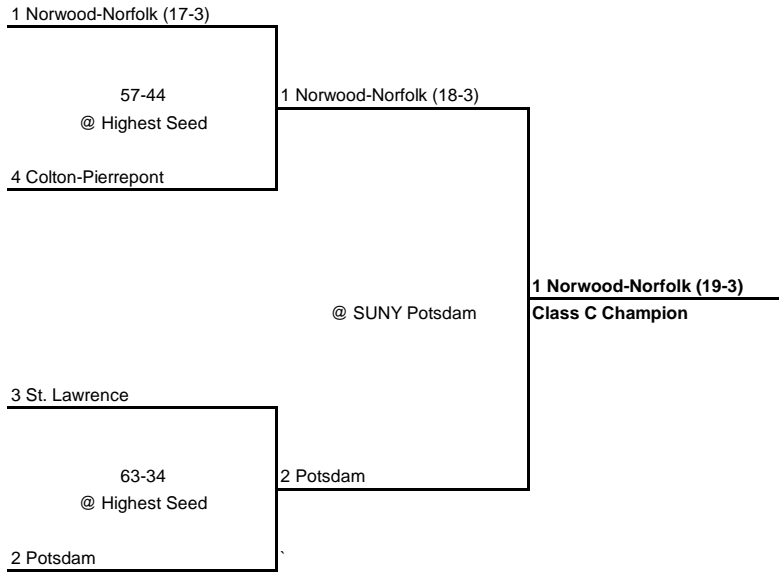 1 Norwood-Norfolk (17-3)
57-44
@ Highest Seed
1 Norwood-Norfolk (18-3)
4 Colton-Pierrepont
1 Norwood-Norfolk (19-3)
@ SUNY Potsdam
Class C Champion
3 St. Lawrence
63-34
@ Highest Seed
2 Potsdam
2 Potsdam
`